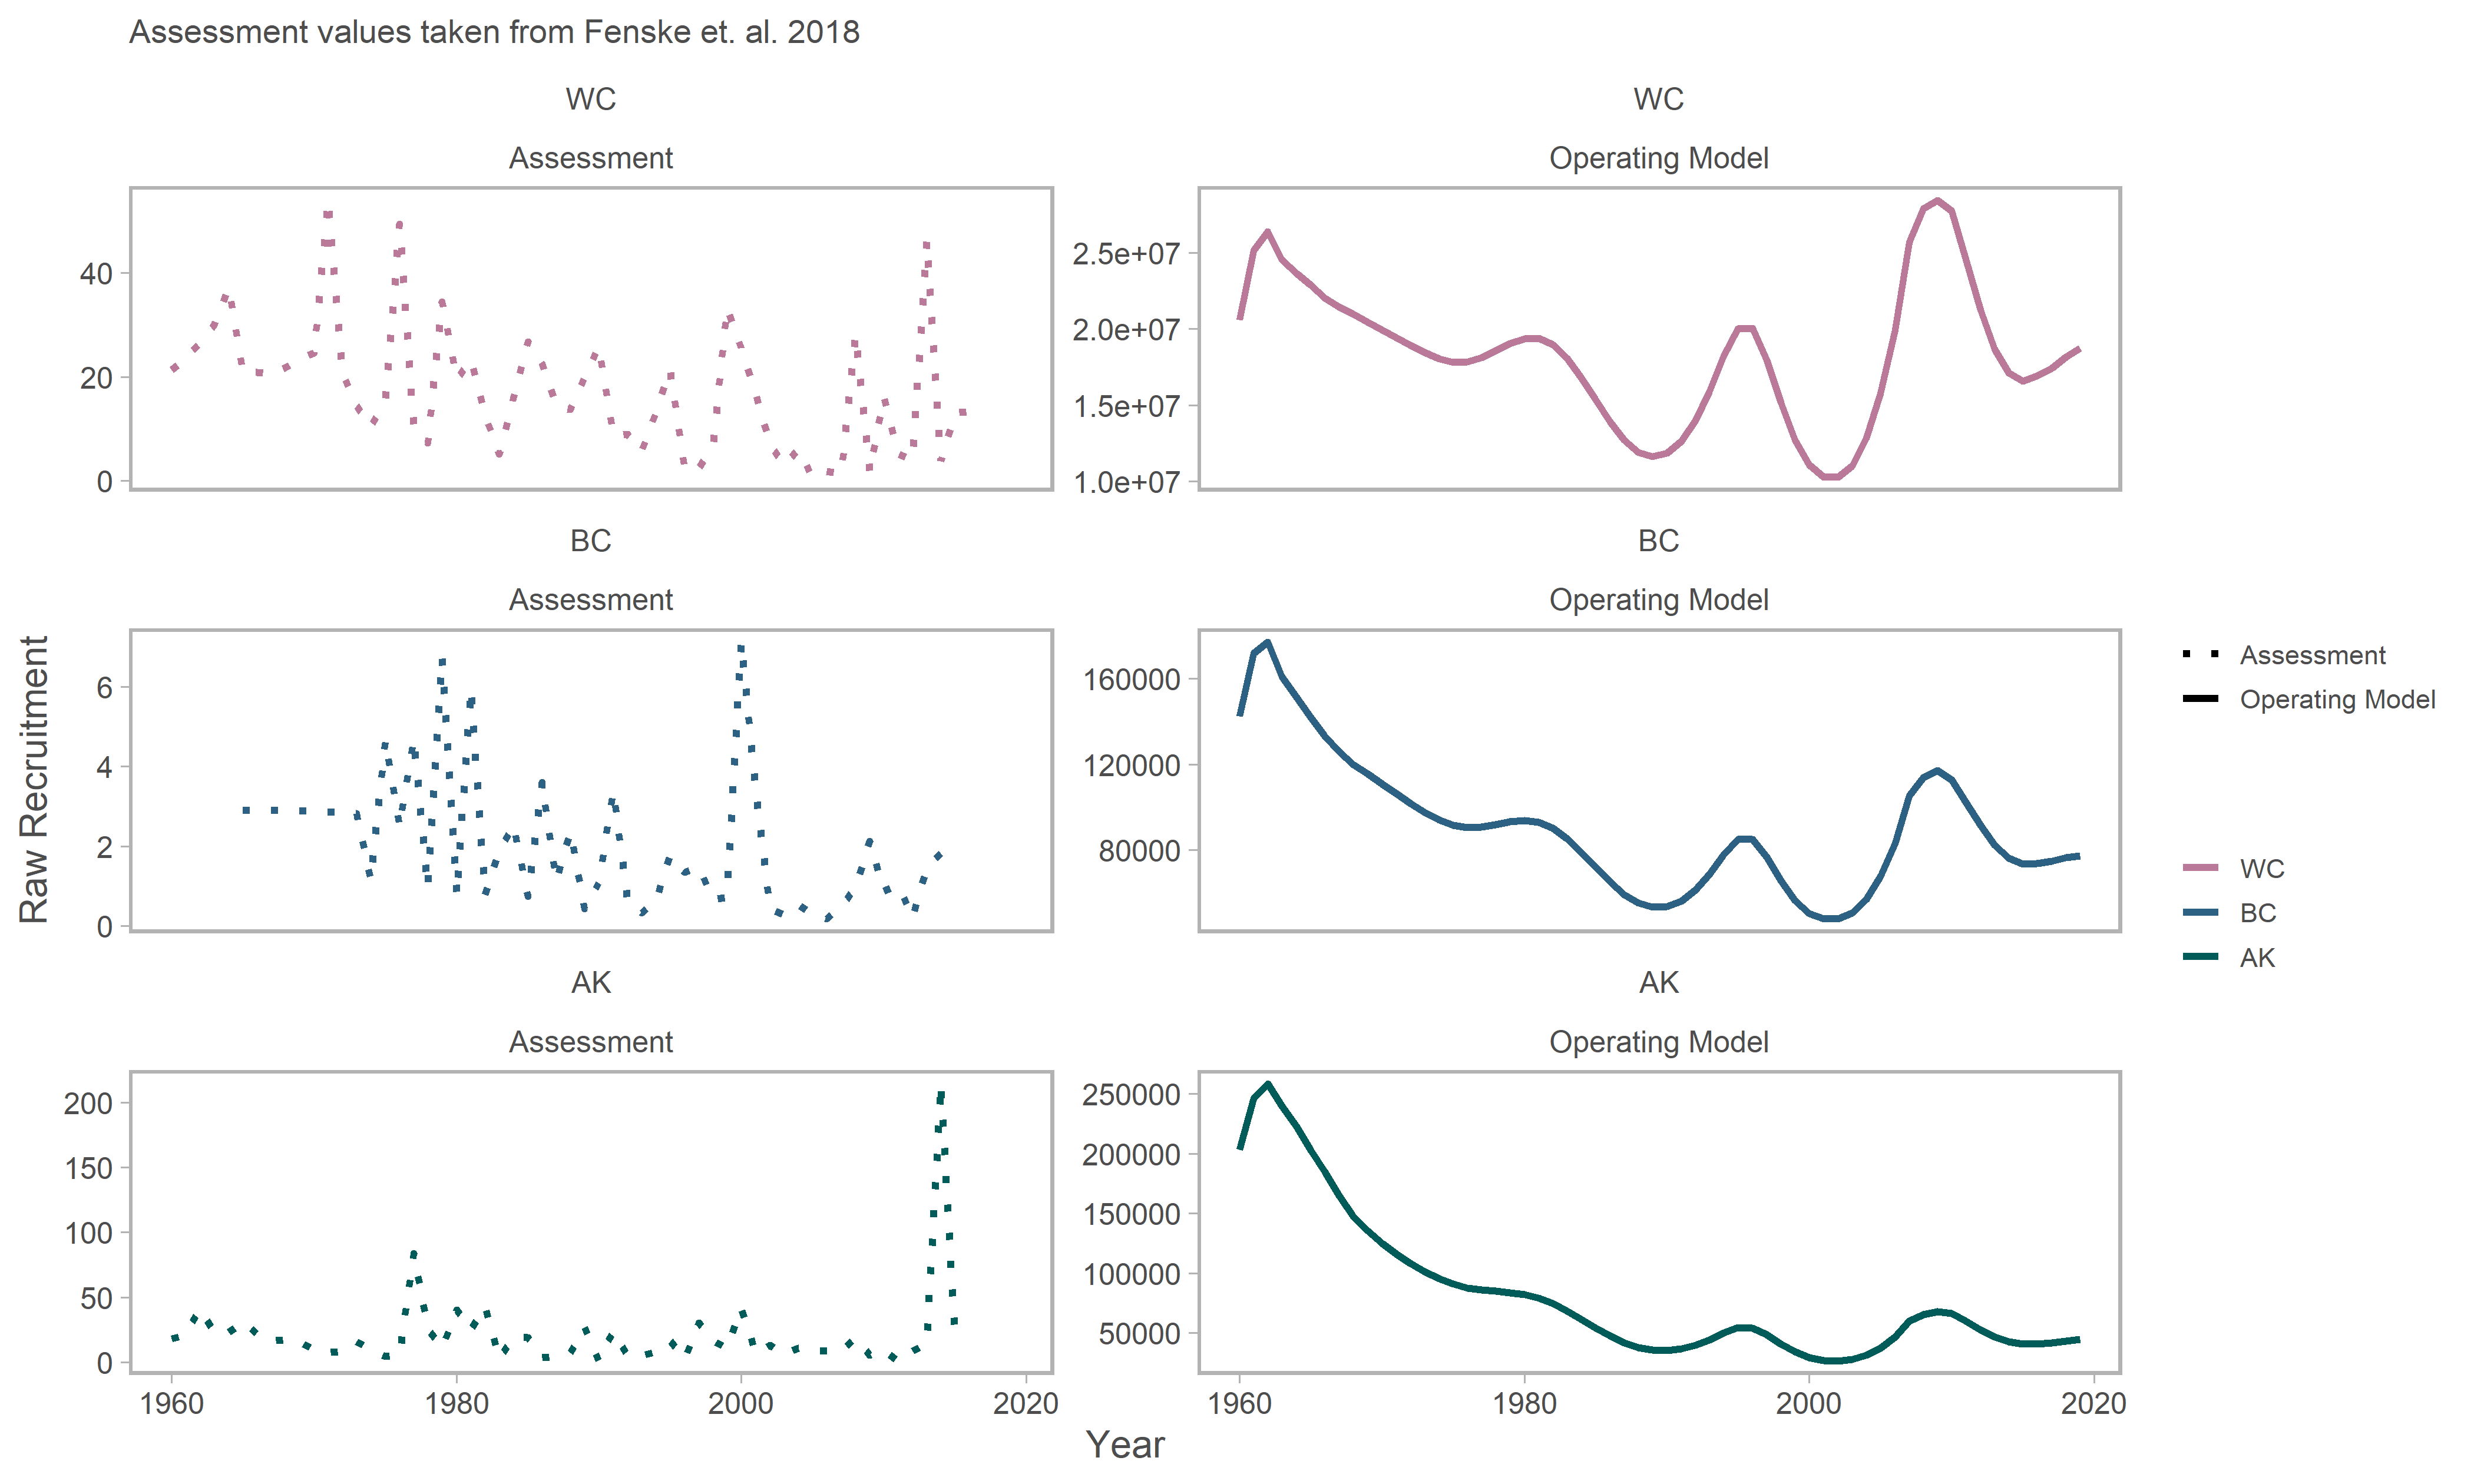 Assessment values taken from Fenske et. al. 2018
WC
Assessment
40
20
0
WC
Operating Model
2.5e+07
2.0e+07
1.5e+07
1.0e+07
BC
Assessment
6
4
2
0
BC
Operating Model
160000
120000
80000
AK
Assessment
200
150
100
50
0
1960 1980 2000 2020
AK
Operating Model
250000
200000
150000
100000
50000
1960 1980 2000 2020
Year
Raw Recruitment
Assessment
Operating Model
WC
BC
AK